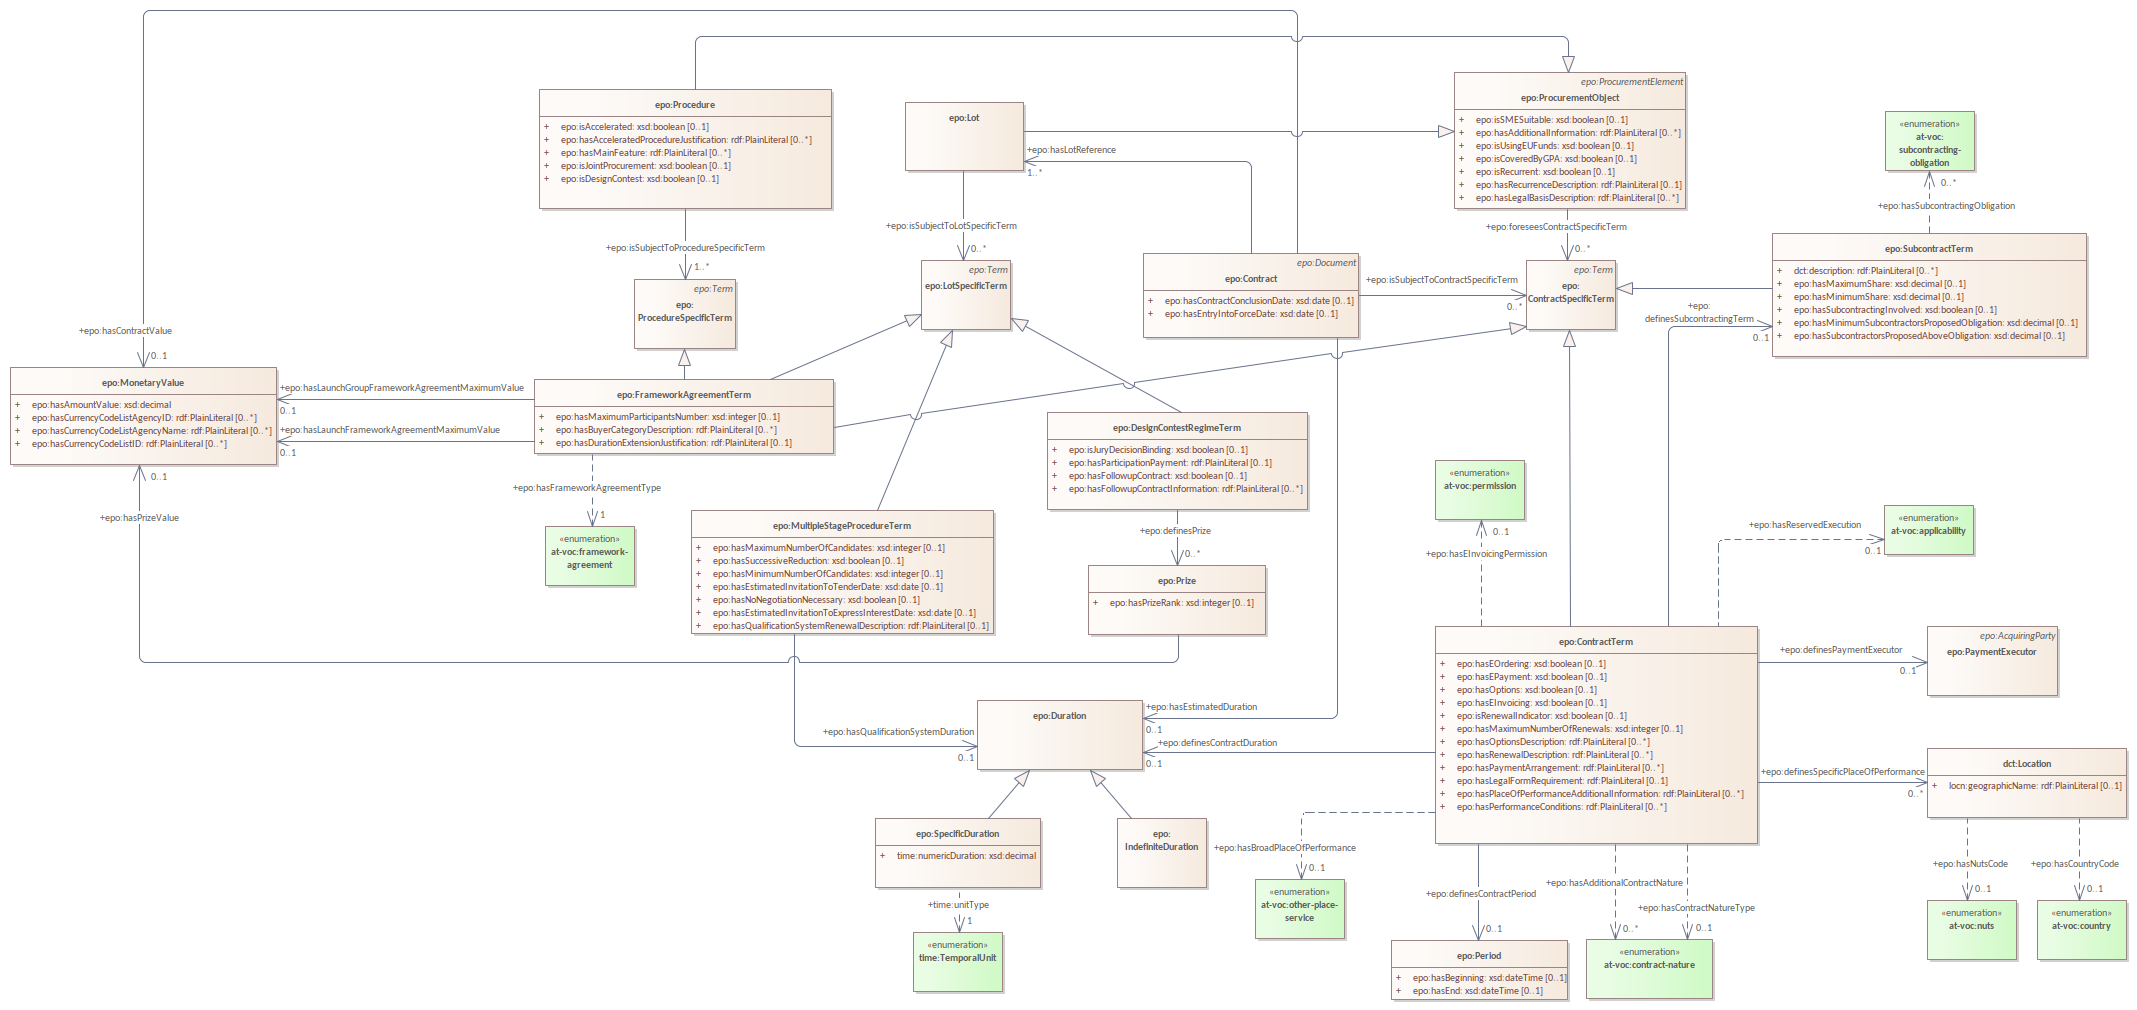 epo:Procedure
+ epo:isAccelerated: xsd:boolean [0..1]
+ epo:hasAcceleratedProcedureJustification: rdf:PlainLiteral [0..*]
+ epo:hasMainFeature: rdf:PlainLiteral [0..*]
+ epo:isJointProcurement: xsd:boolean [0..1]
+ epo:isDesignContest: xsd:boolean [0..1]
epo:Lot
epo:ProcurementElement
epo:ProcurementObject
+ epo:isSMESuitable: xsd:boolean [0..1]
+ epo:hasAdditionalInformation: rdf:PlainLiteral [0..*]
+ epo:isUsingEUFunds: xsd:boolean [0..1]
+ epo:isCoveredByGPA: xsd:boolean [0..1]
+ epo:isRecurrent: xsd:boolean [0..1]
+ epo:hasRecurrenceDescription: rdf:PlainLiteral [0..1]
+ epo:hasLegalBasisDescription: rdf:PlainLiteral [0..*]
«enumeration»
at-voc:
subcontracting-
obligation
0..*
+epo:hasSubcontractingObligation
+epo:hasLotReference
1..*
+epo:isSubjectToProcedureSpecificTerm
1..*
+epo:isSubjectToLotSpecificTerm
0..*
+epo:foreseesContractSpecificTerm
0..*
epo:Term
epo:
ProcedureSpecificTerm
epo:Term
epo:LotSpecificTerm
epo:Document
epo:Contract
+ epo:hasContractConclusionDate: xsd:date [0..1]
+ epo:hasEntryIntoForceDate: xsd:date [0..1]
+epo:isSubjectToContractSpecificTerm
0..*
epo:Term
epo:
ContractSpecificTerm
epo:SubcontractTerm
+ dct:description: rdf:PlainLiteral [0..*]
+ epo:hasMaximumShare: xsd:decimal [0..1]
+ epo:hasMinimumShare: xsd:decimal [0..1]
+ epo:hasSubcontractingInvolved: xsd:boolean [0..1]
+ epo:hasMinimumSubcontractorsProposedObligation: xsd:decimal [0..1]
+ epo:hasSubcontractorsProposedAboveObligation: xsd:decimal [0..1]
+epo:
definesSubcontractingTerm
0..1
+epo:hasContractValue
0..1
epo:MonetaryValue
+ epo:hasAmountValue: xsd:decimal
+ epo:hasCurrencyCodeListAgencyID: rdf:PlainLiteral [0..*]
+ epo:hasCurrencyCodeListAgencyName: rdf:PlainLiteral [0..*]
+ epo:hasCurrencyCodeListID: rdf:PlainLiteral [0..*]
+epo:hasLaunchGroupFrameworkAgreementMaximumValue
0..1
+epo:hasLaunchFrameworkAgreementMaximumValue
0..1
epo:FrameworkAgreementTerm
+ epo:hasMaximumParticipantsNumber: xsd:integer [0..1]
+ epo:hasBuyerCategoryDescription: rdf:PlainLiteral [0..*]
+ epo:hasDurationExtensionJustification: rdf:PlainLiteral [0..1]
0..1
+epo:hasPrizeValue
+epo:hasFrameworkAgreementType
1
«enumeration»
at-voc:framework-
agreement
epo:DesignContestRegimeTerm
+ epo:isJuryDecisionBinding: xsd:boolean [0..1]
+ epo:hasParticipationPayment: rdf:PlainLiteral [0..1]
+ epo:hasFollowupContract: xsd:boolean [0..1]
+ epo:hasFollowupContractInformation: rdf:PlainLiteral [0..*]
+epo:definesPrize
0..*
epo:Prize
+ epo:hasPrizeRank: xsd:integer [0..1]
epo:MultipleStageProcedureTerm
+ epo:hasMaximumNumberOfCandidates: xsd:integer [0..1]
+ epo:hasSuccessiveReduction: xsd:boolean [0..1]
+ epo:hasMinimumNumberOfCandidates: xsd:integer [0..1]
+ epo:hasEstimatedInvitationToTenderDate: xsd:date [0..1]
+ epo:hasNoNegotiationNecessary: xsd:boolean [0..1]
+ epo:hasEstimatedInvitationToExpressInterestDate: xsd:date [0..1]
+ epo:hasQualificationSystemRenewalDescription: rdf:PlainLiteral [0..1]
«enumeration»
at-voc:permission
0..1
+epo:hasEInvoicingPermission
+epo:hasReservedExecution
0..1
«enumeration»
at-voc:applicability
epo:ContractTerm
+ epo:hasEOrdering: xsd:boolean [0..1]
+ epo:hasEPayment: xsd:boolean [0..1]
+ epo:hasOptions: xsd:boolean [0..1]
+ epo:hasEInvoicing: xsd:boolean [0..1]
+ epo:isRenewalIndicator: xsd:boolean [0..1]
+ epo:hasMaximumNumberOfRenewals: xsd:integer [0..1]
+ epo:hasOptionsDescription: rdf:PlainLiteral [0..*]
+ epo:hasRenewalDescription: rdf:PlainLiteral [0..*]
+ epo:hasPaymentArrangement: rdf:PlainLiteral [0..*]
+ epo:hasLegalFormRequirement: rdf:PlainLiteral [0..1]
+ epo:hasPlaceOfPerformanceAdditionalInformation: rdf:PlainLiteral [0..*]
+ epo:hasPerformanceConditions: rdf:PlainLiteral [0..*]
+epo:definesPaymentExecutor
0..1
epo:AcquiringParty
epo:PaymentExecutor
epo:Duration
+epo:hasEstimatedDuration
0..1
+epo:definesContractDuration
0..1
+epo:hasQualificationSystemDuration
0..1
+epo:definesSpecificPlaceOfPerformance
0..*
dct:Location
+ locn:geographicName: rdf:PlainLiteral [0..1]
epo:SpecificDuration
+ time:numericDuration: xsd:decimal
epo:
IndefiniteDuration
+epo:hasBroadPlaceOfPerformance
0..1
«enumeration»
at-voc:other-place-
service
+time:unitType
1
«enumeration»
time:TemporalUnit
+epo:definesContractPeriod
0..1
epo:Period
+ epo:hasBeginning: xsd:dateTime [0..1]
+ epo:hasEnd: xsd:dateTime [0..1]
+epo:hasAdditionalContractNature
0..*
+epo:hasContractNatureType
0..1
«enumeration»
at-voc:contract-nature
+epo:hasNutsCode
0..1
«enumeration»
at-voc:nuts
+epo:hasCountryCode
0..1
«enumeration»
at-voc:country